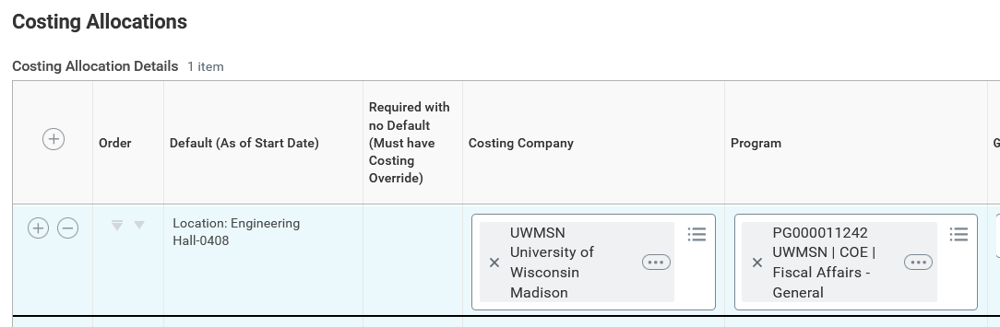 Costing Allocations
Costing Allocation Details 1 item
Order
Default (As of Start Date)
Required with
no Default
(Must have
Costing
Override)
Costing Company
Program
G
Location: Engineering
Hall-0408
UWMSN
University of
Wisconsin
Madison
PG000011242
UWMSN | COE |
Fiscal Affairs -
General